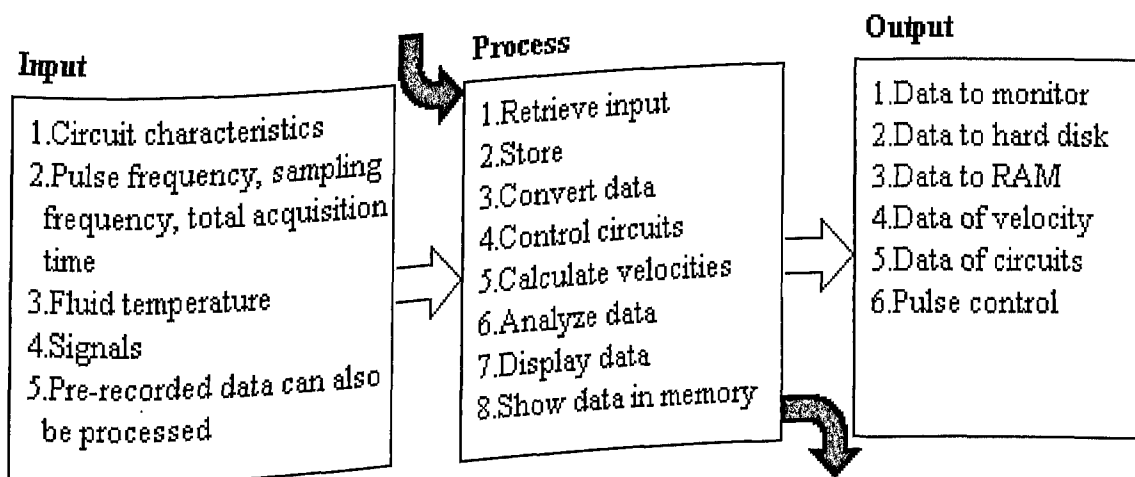 Input
1.Circuit characteristics
2.Pulse frequency, sampling
frequency, total acquisition
time
3.Fluid temperature
4.Signals
5.Pre-recorded data can also
be processed
Process
1.Retrieve input
2.Store
3.Convert data
4.Control circuits
5.Calculate velocities
6.Analyze data
7.Display data
8.Show data in memory
Output
1.Data to monitor
2.Data to hard disk
3.Data to RAM
4.Data of velocity
5.Data of circuits
6.Pulse control